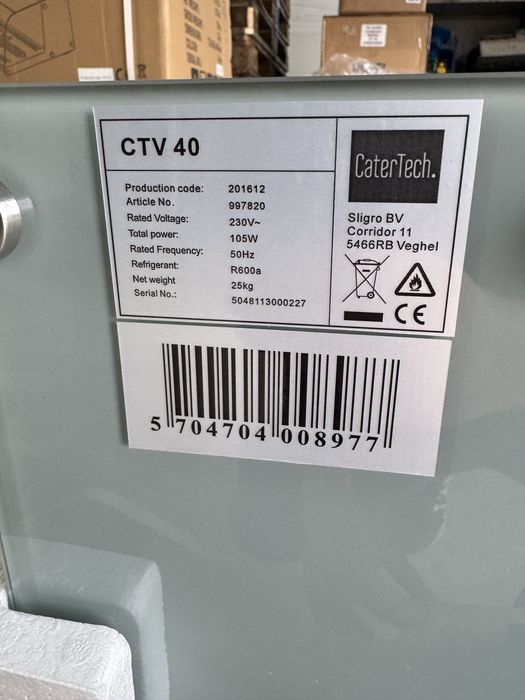 CTV 40
Production code: 201612
Article No. 997820
Rated Voltage: 230V~
Total power: 105W
Rated Frequency: 50Hz
Refrigerant: R600a
Net weight 25kg
Serial No.: 5048113000227
CaterTech.
Sligro BV
Corridor 11
5466RB Veghel
CE
5 704704 008977